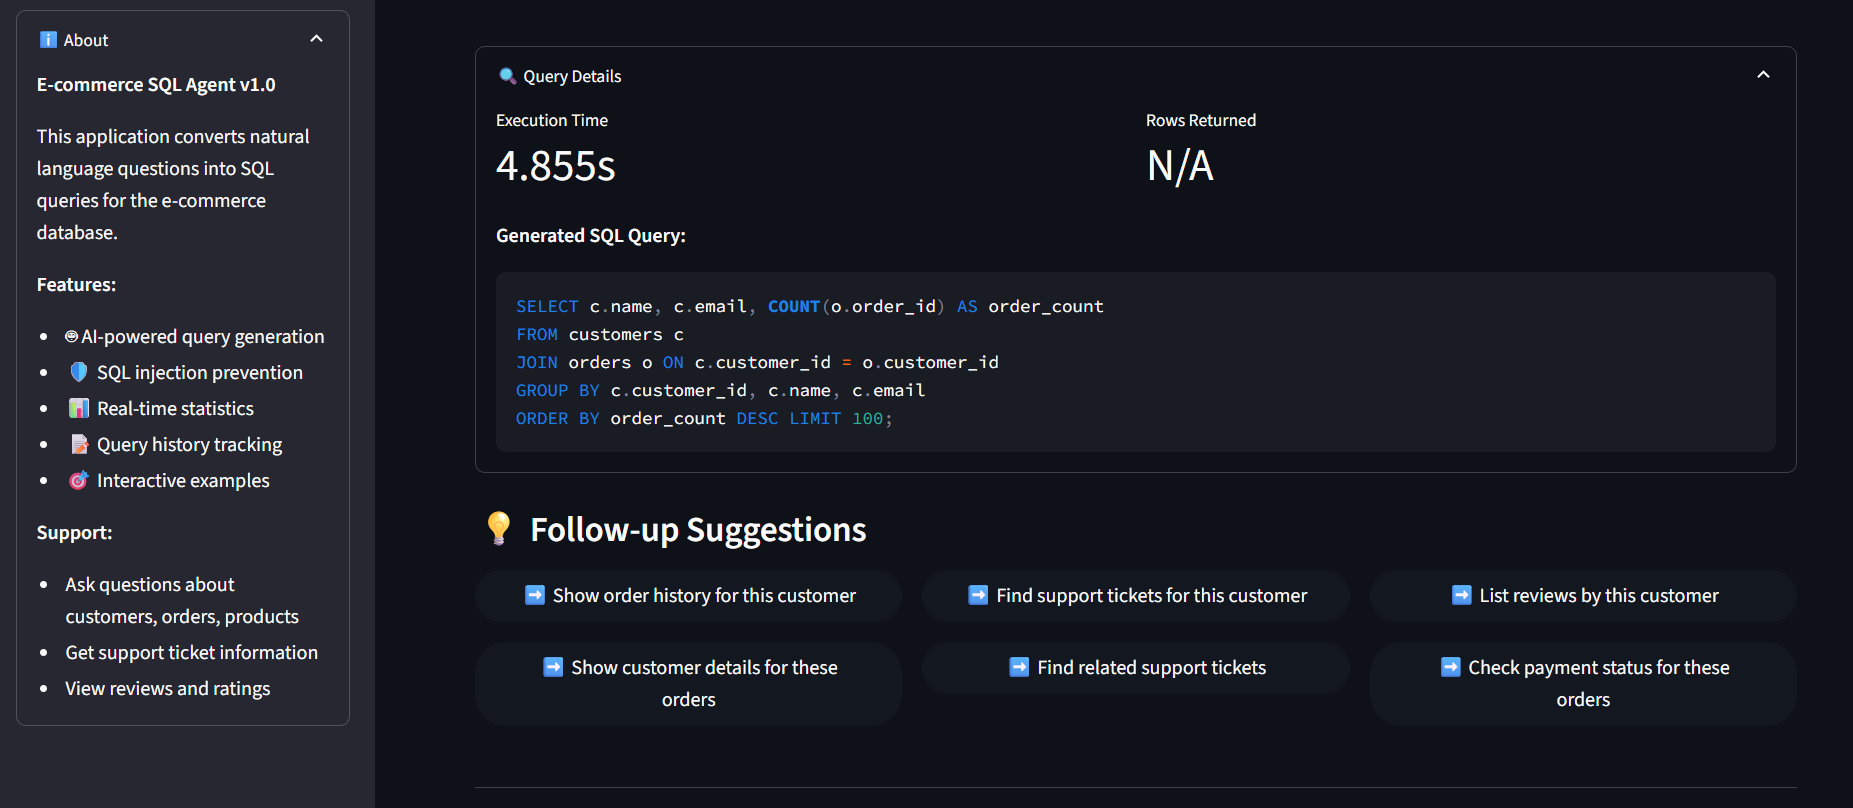 About
E-commerce SQL Agent v1.0
This application converts natural
language questions into SQL
queries for the e-commerce
database.
Features:
AI-powered query generation
SQL injection prevention
Real-time statistics
Query history tracking
Interactive examples
Support:
Ask questions about
customers, orders, products
Get support ticket information
View reviews and ratings
Query Details
Execution Time
4.855s
Rows Returned
N/A
Generated SQL Query:
SELECT c.name, c.email, COUNT(o.order_id) AS order_count
FROM customers c
JOIN orders o ON c.customer_id = o.customer_id
GROUP BY c.customer_id, c.name, c.email
ORDER BY order_count DESC LIMIT 100;
Follow-up Suggestions
Show order history for this customer
Find support tickets for this customer
List reviews by this customer
Show customer details for these
orders
Find related support tickets
Check payment status for these
orders